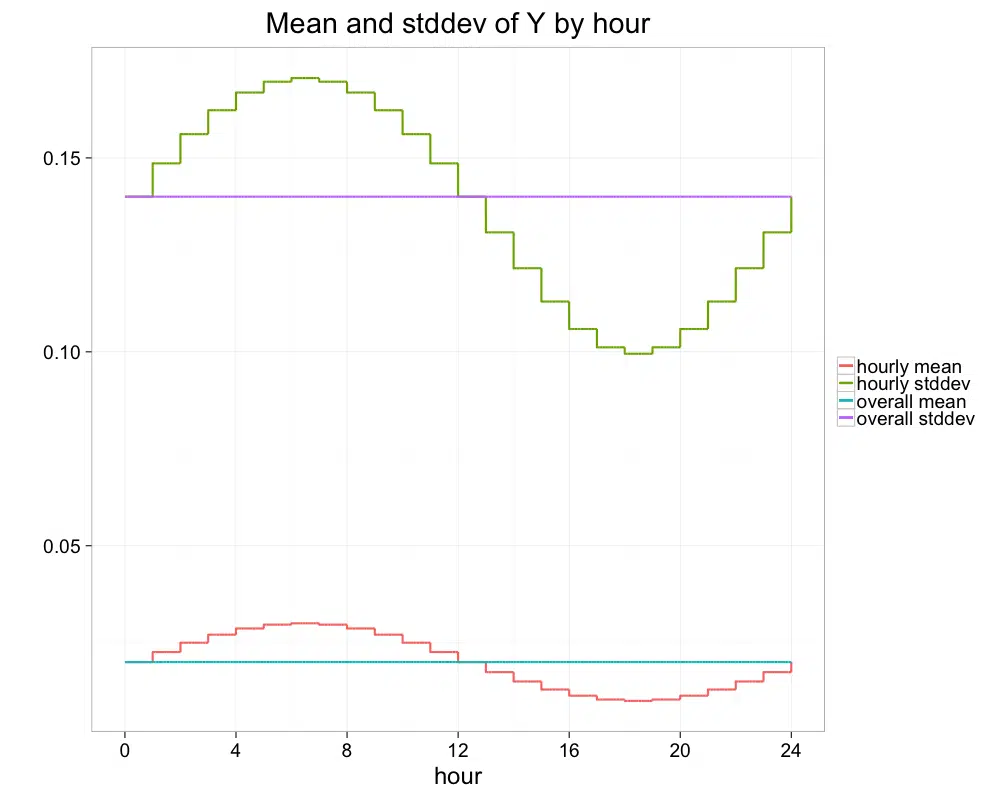 Mean and stddev of Y by hour
0.15
0.10
0.05
0 4 8 12 16 20 24
hour
hourly mean
hourly stddev
overall mean
overall stddev